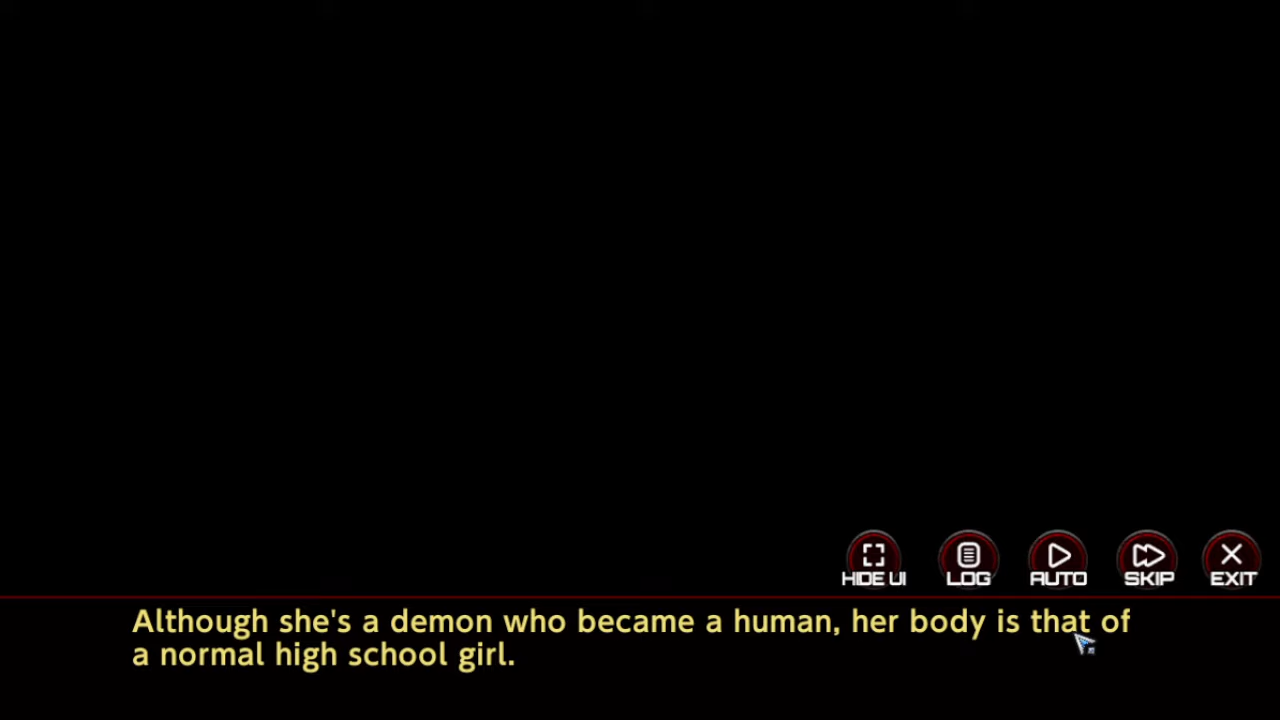 HIDE UI LOG AUTO SKIP EXIT
Although she's a demon who became a human, her body is that of
a normal high school girl.